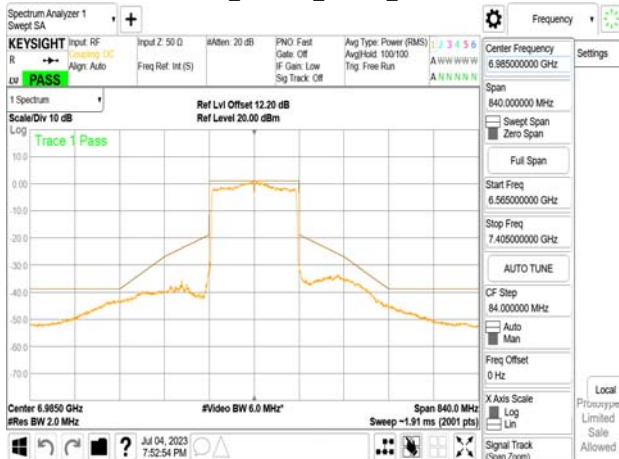 Spectrum Analyzer 1
Swept SA
+
Frequency
KEYSIGHT
R
LU
PASS
Input: RF
Coupling: DC
Align: Auto
Input Z: 50 Ω
Freq Ref: Int (S)
#Atten: 20 dB
PNO: Fast
Gate: Off
IF Gain: Low
Sig Track: Off
Avg Type: Power (RMS)
Avg|Hold: 100/100
Trig: Free Run
1 2 3 4 5 6
A W W W W W
A N N N N N
1 Spectrum
Scale/Div 10 dB
Ref Lvl Offset 12.20 dB
Ref Level 20.00 dBm
Log
Trace 1 Pass
10.0
0.00
-10.0
-20.0
-30.0
-40.0
-50.0
-60.0
-70.0
Center 6.9850 GHz
#Res BW 2.0 MHz
#Video BW 6.0 MHz*
Span 840.0 MHz
Sweep ~1.91 ms (2001 pts)
?
Jul 04, 2023
7:52:54 PM
Center Frequency
6.985000000 GHz
Settings
Span
840.000000 MHz
Swept Span
Zero Span
Full Span
Start Freq
6.565000000 GHz
Stop Freq
7.405000000 GHz
AUTO TUNE
CF Step
84.000000 MHz
Auto
Man
Freq Offset
0 Hz
X Axis Scale
Log
Lin
Signal Track
(Span Zoom)
Local
Prototype
Limited
Sale
Allowed